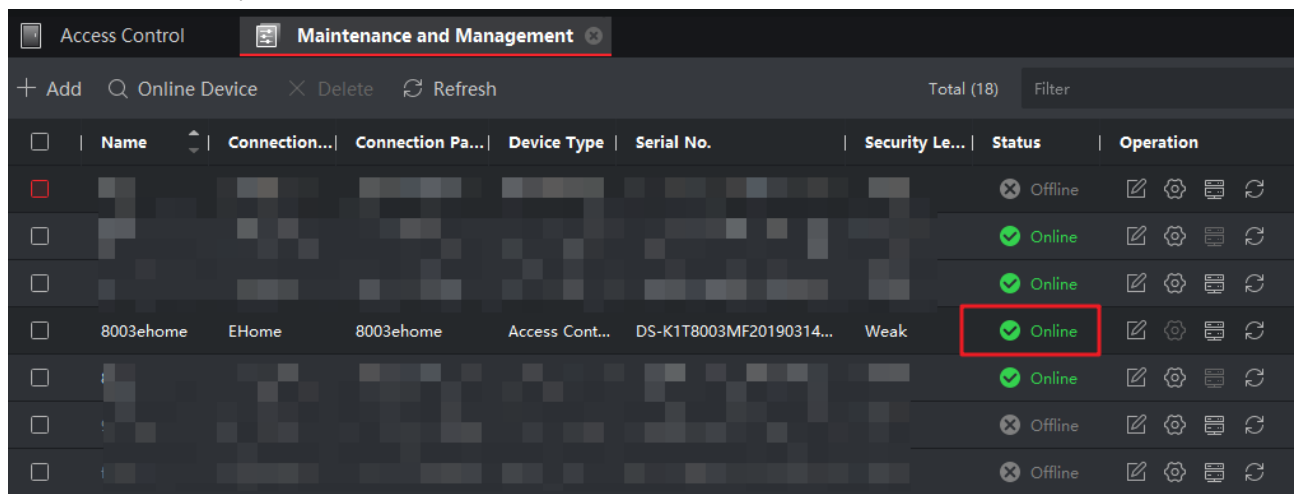 Access Control Maintenance and Management
Add Online Device Delete Refresh Total (18) Filter
Name Connection... Connection Pa... Device Type Serial No. Security Le... Status Operation
Offline
Online
Online
8003ehome EHome 8003ehome Access Cont... DS-K1T8003MF20190314... Weak Online
Online
Offline
Offline